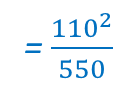 = 110² / 550